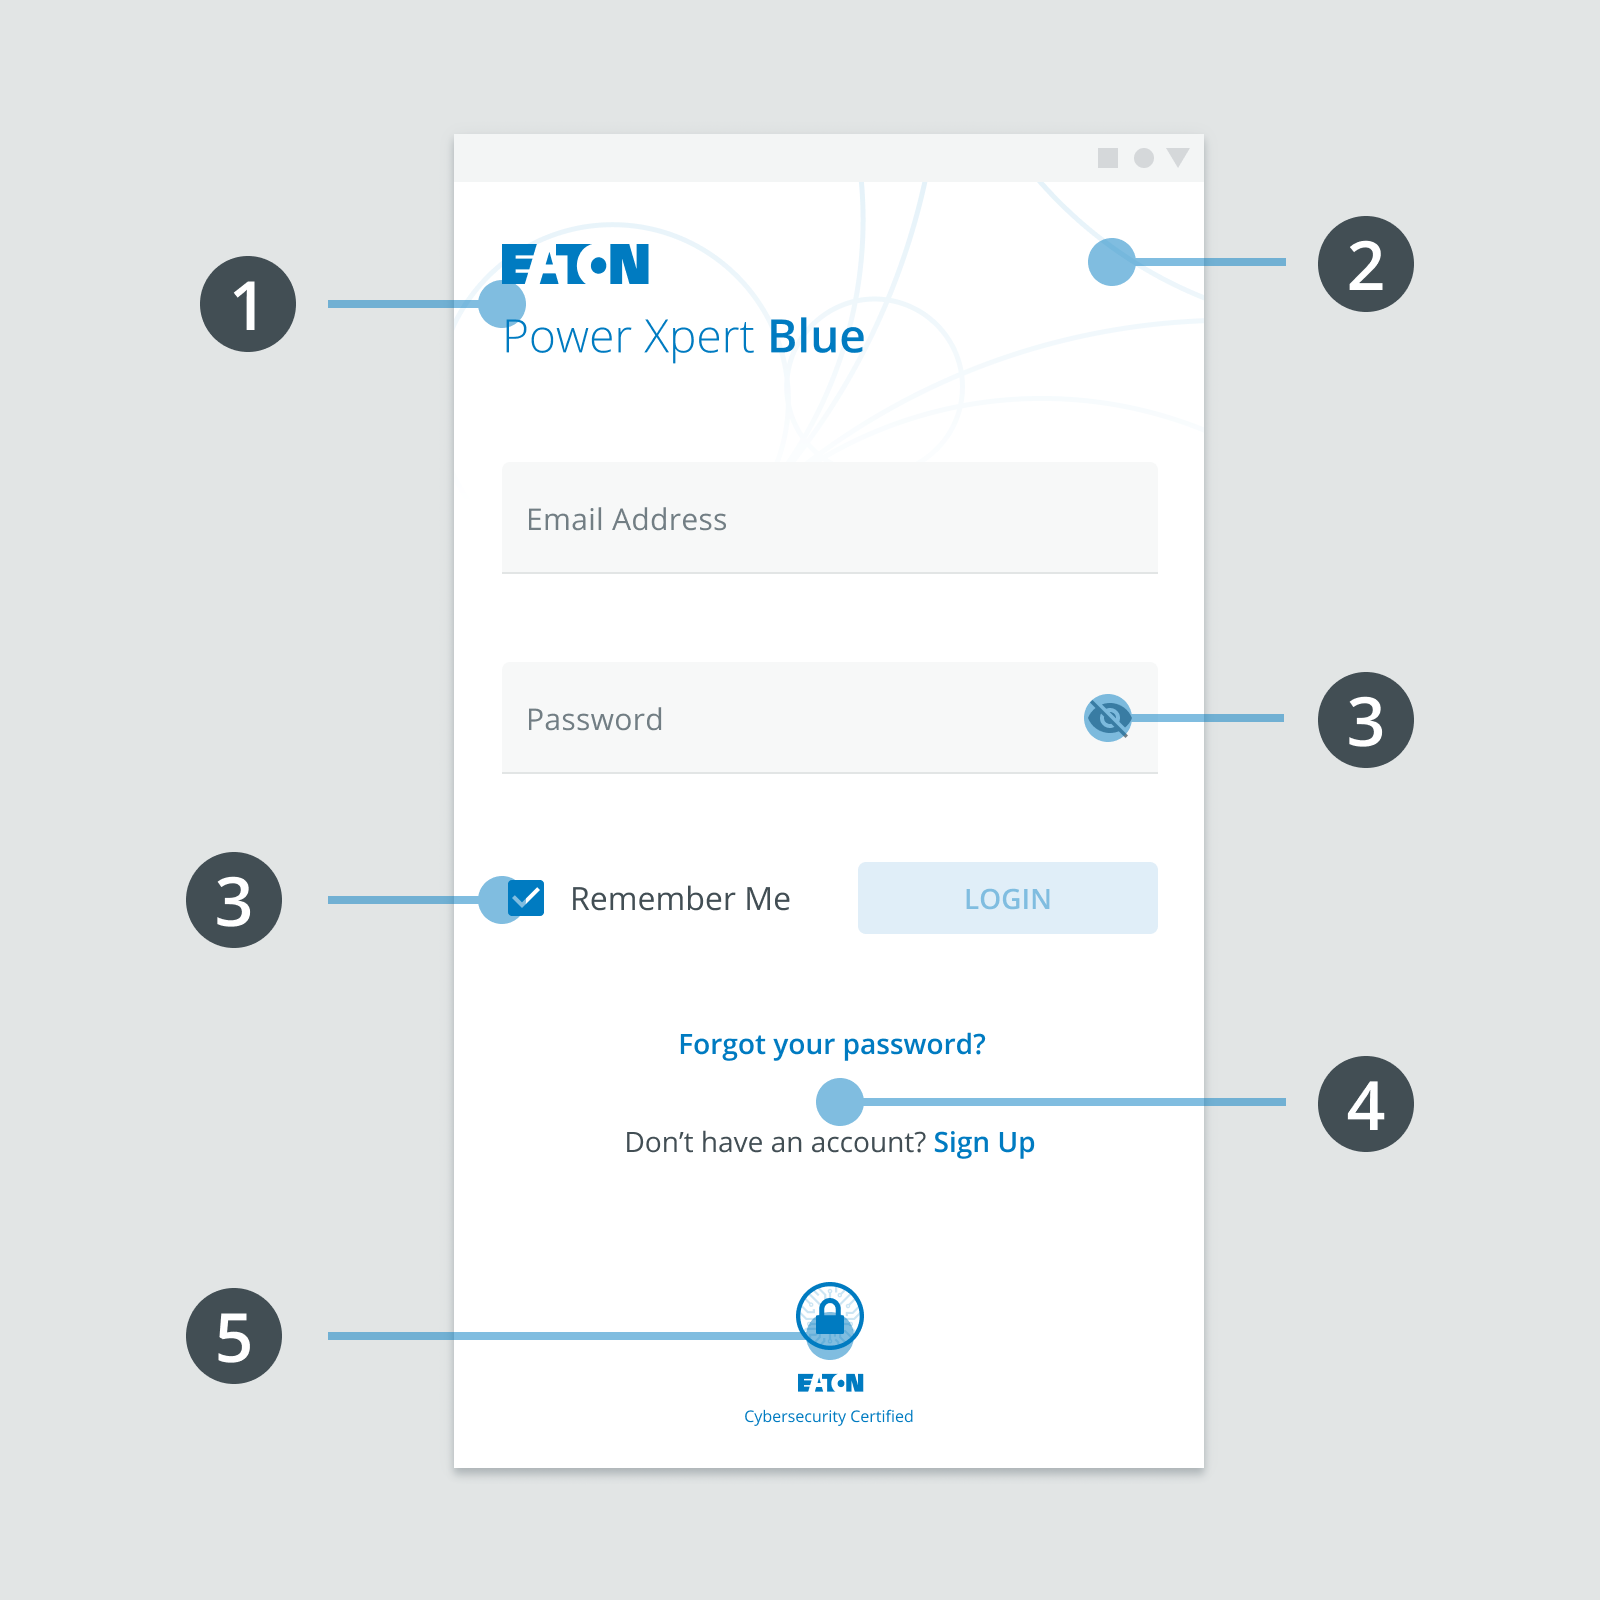 EATON
1
2
Power Xpert Blue
Email Address
Password
3
3
Remember Me
LOGIN
Forgot your password?
4
Don’t have an account? Sign Up
5
EATON
Cybersecurity Certified